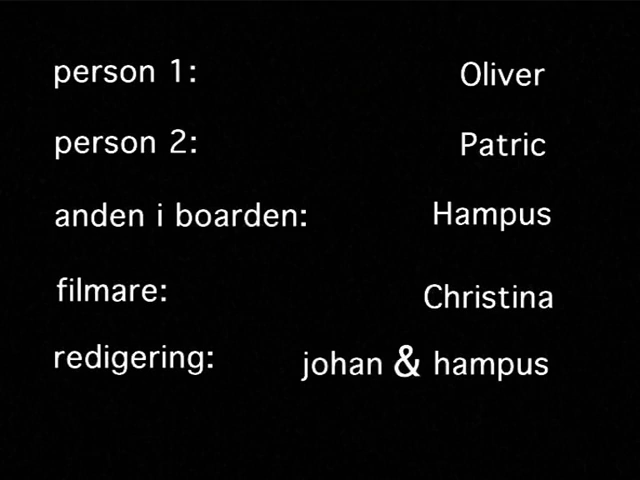 person 1: Oliver
person 2: Patric
anden i boarden: Hampus
filmare: Christina
redigering: johan & hampus